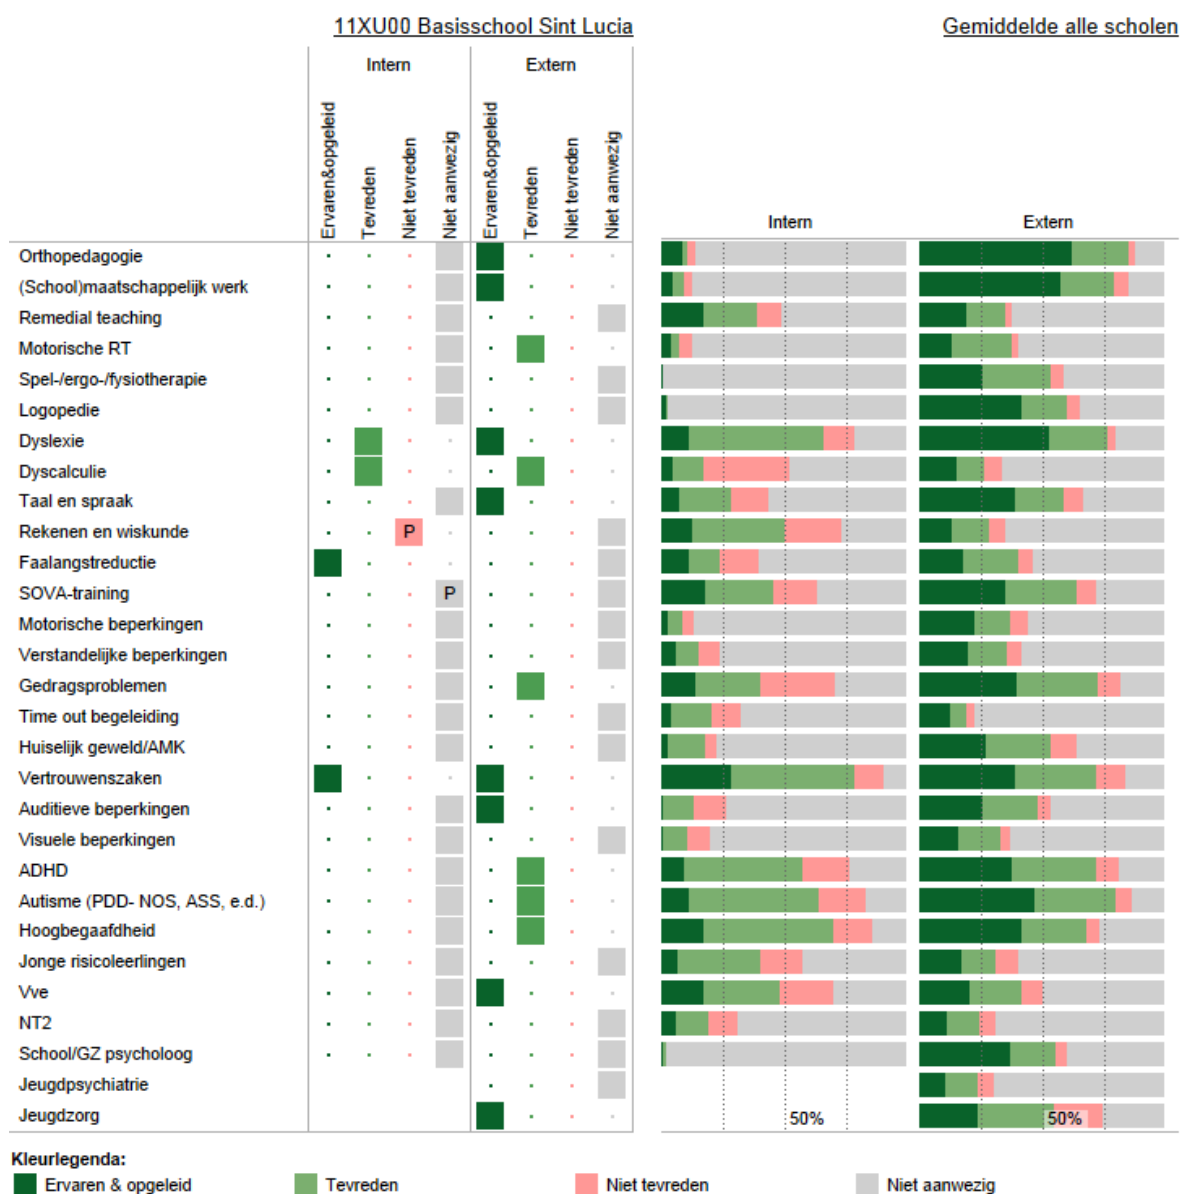 11XU00 Basisschool Sint Lucia
Gemiddelde alle scholen
Intern
Extern
Ervaren&opgeleid
Tevreden
Niet tevreden
Niet aanwezig
Ervaren&opgeleid
Tevreden
Niet tevreden
Niet aanwezig
Intern
Extern
Orthopedagogie
(School)maatschappelijk werk
Remedial teaching
Motorische RT
Spel-/ergo-/fysiotherapie
Logopedie
Dyslexie
Dyscalculie
Taal en spraak
Rekenen en wiskunde
P
Faalangstreductie
SOVA-training
P
Motorische beperkingen
Verstandelijke beperkingen
Gedragsproblemen
Time out begeleiding
Huiselijk geweld/AMK
Vertrouwenszaken
Auditieve beperkingen
Visuele beperkingen
ADHD
Autisme (PDD- NOS, ASS, e.d.)
Hoogbegaafdheid
Jonge risicoleerlingen
Vve
NT2
School/GZ psycholoog
Jeugdpsychiatrie
Jeugdzorg
50%
50%
Kleurlegenda:
Ervaren & opgeleid
Tevreden
Niet tevreden
Niet aanwezig